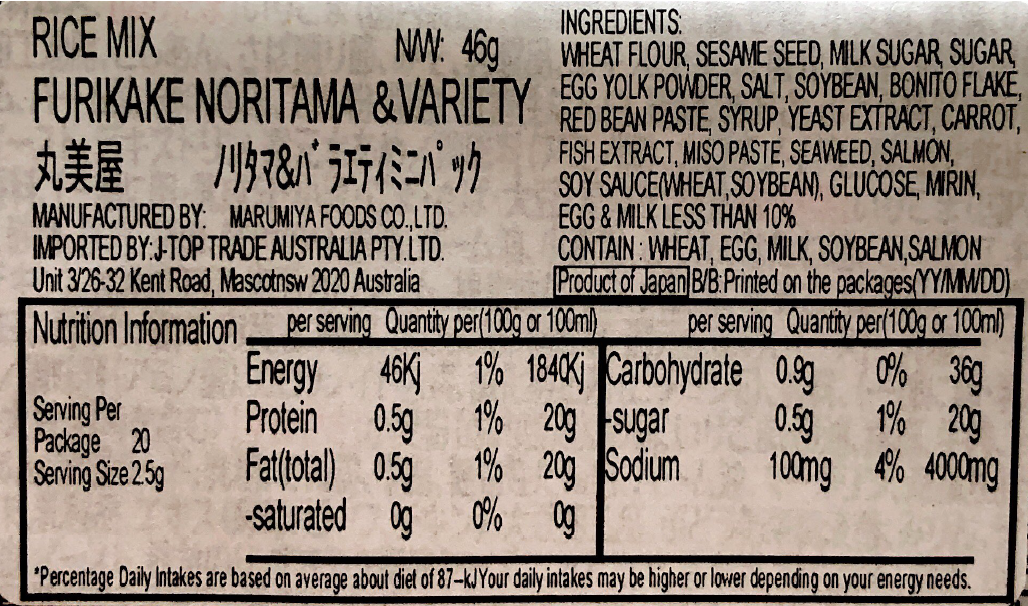 RICE MIX N/W: 46g
FURIKAKE NORITAMA &VARIETY
丸美屋 ノリタマ&バラエティミニパック
MANUFACTURED BY: MARUMIYA FOODS CO.,LTD.
IMPORTED BY:J-TOP TRADE AUSTRALIA PTY.LTD.
Unit 3/26-32 Kent Road, Mascotnsw 2020 Australia
INGREDIENTS:
WHEAT FLOUR, SESAME SEED, MILK SUGAR, SUGAR,
EGG YOLK POWDER, SALT, SOYBEAN, BONITO FLAKE,
RED BEAN PASTE, SYRUP, YEAST EXTRACT, CARROT,
FISH EXTRACT, MISO PASTE, SEAWEED, SALMON,
SOY SAUCE(WHEAT,SOYBEAN), GLUCOSE, MIRIN,
EGG & MILK LESS THAN 10%
CONTAIN : WHEAT, EGG, MILK, SOYBEAN,SALMON
Product of Japan B/B:Printed on the packages(YY/MM/DD)
Nutrition Information per serving Quantity per(100g or 100ml) per serving Quantity per(100g or 100ml)
Energy 46Kj 1% 1840Kj Carbohydrate 0.9g 0% 36g
Serving Per
Package 20
Serving Size 2.5g
Protein 0.5g 1% 20g -sugar 0.5g 1% 20g
Fat(total) 0.5g 1% 20g Sodium 100mg 4% 4000mg
-saturated 0g 0% 0g
*Percentage Daily Intakes are based on average about diet of 87-kJYour daily intakes may be higher or lower depending on your energy needs.